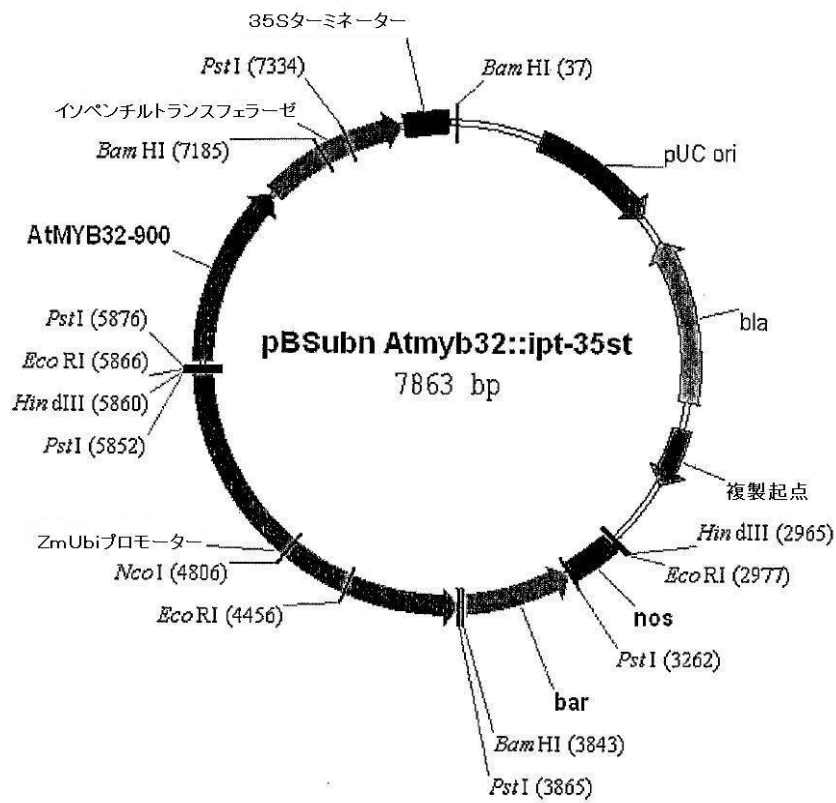 35Sターミネーター
PstI (7334)
BamHI (37)
イソペンチルトランスフェラーゼ
BamHI (7185)
pUC ori
AtMYB32-900
bla
PstI (5876)
EcoRI (5866)
HindIII (5860)
PstI (5852)
pBSubn Atmyb32::ipt-35st
7863 bp
複製起点
ZmUbiプロモーター
NcoI (4806)
HindIII (2965)
EcoRI (2977)
EcoRI (4456)
nos
PstI (3262)
bar
BamHI (3843)
PstI (3865)